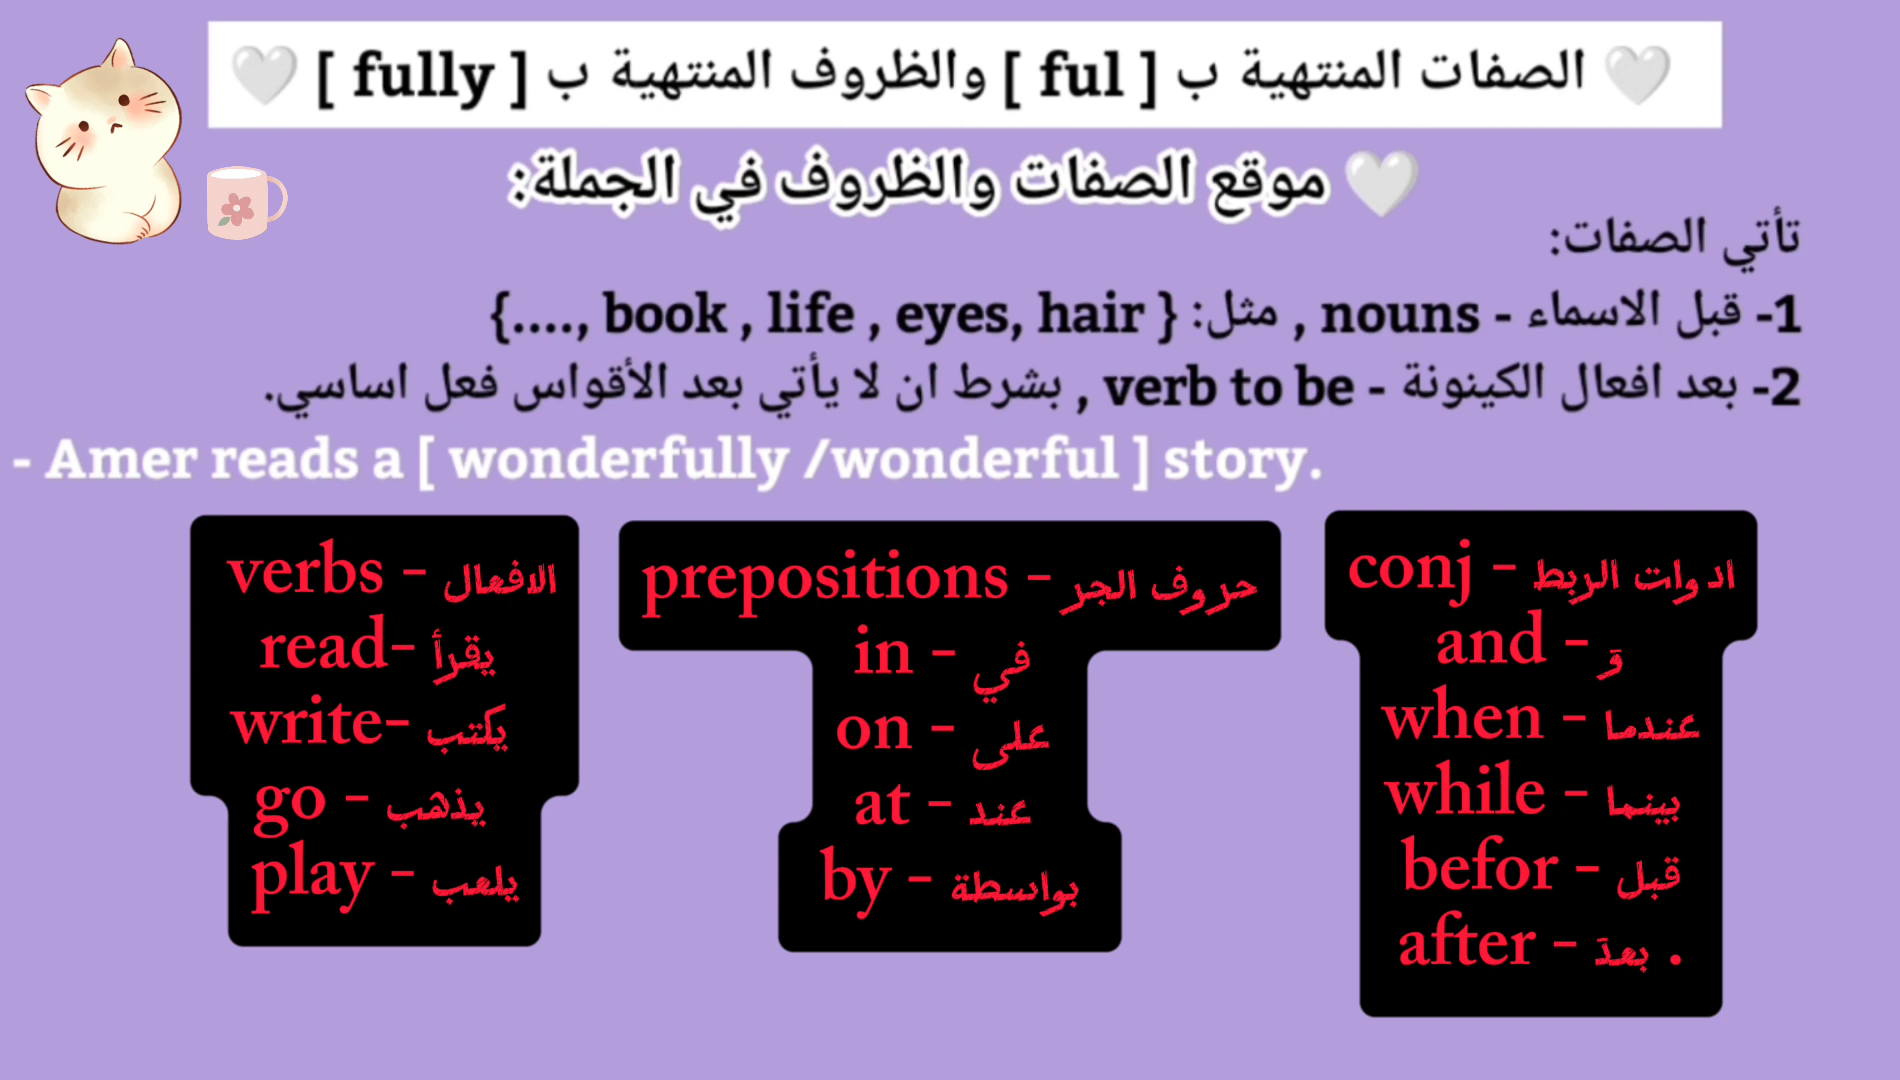 🤍 الصفات المنتهية ب [ ful ] والظروف المنتهية ب [ fully ] 🤍
🤍 موقع الصفات والظروف في الجملة:
تأتي الصفات:
1- قبل الاسماء - nouns , مثل: { book , life , eyes, hair ,....}
2- بعد افعال الكينونة - verb to be , بشرط ان لا يأتي بعد الأقواس فعل اساسي.
- Amer reads a [ wonderfully /wonderful ] story.
verbs - الافعال
read- يقرأ
write- يكتب
go - يذهب
play - يلعب
prepositions - حروف الجر
in - في
on - على
at - عند
by - بواسطة
conj - ادوات الربط
and - وَ
when - عندما
while - بينما
befor - قبل
after - بعدَ .